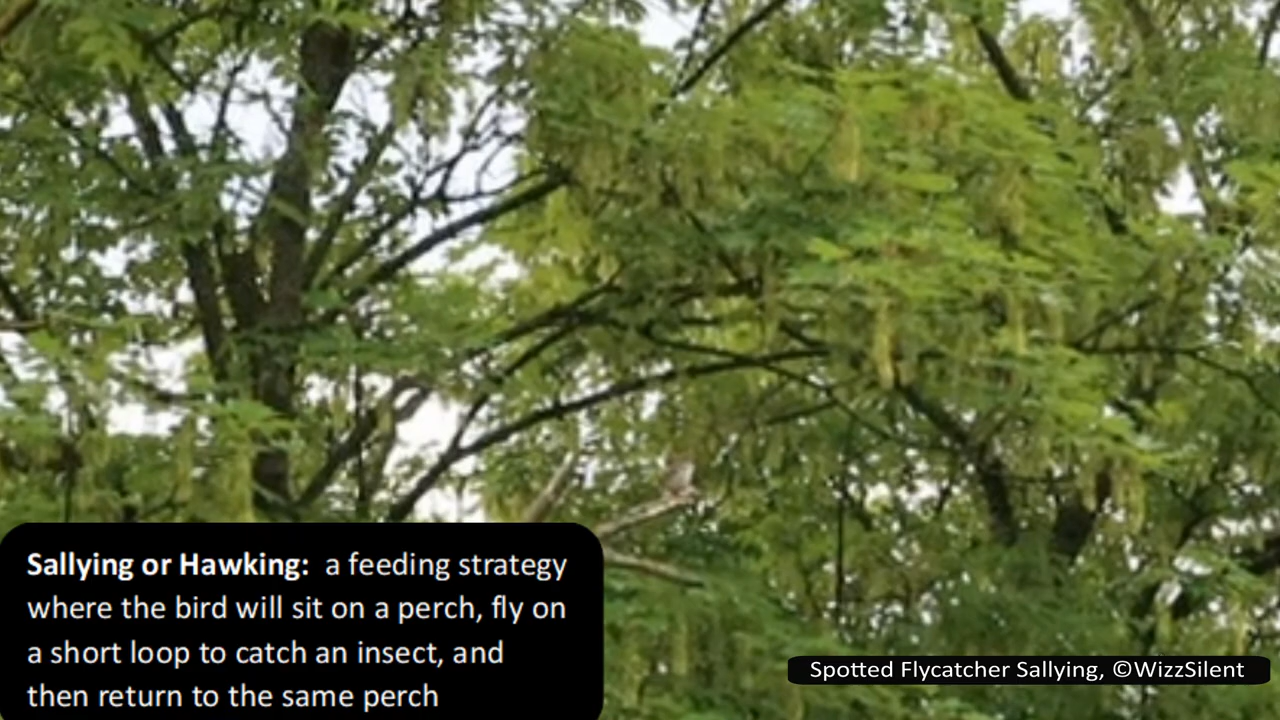 Sallying or Hawking:  a feeding strategy
where the bird will sit on a perch, fly on
a short loop to catch an insect, and
then return to the same perch
Spotted Flycatcher Sallying, ©WizzSilent